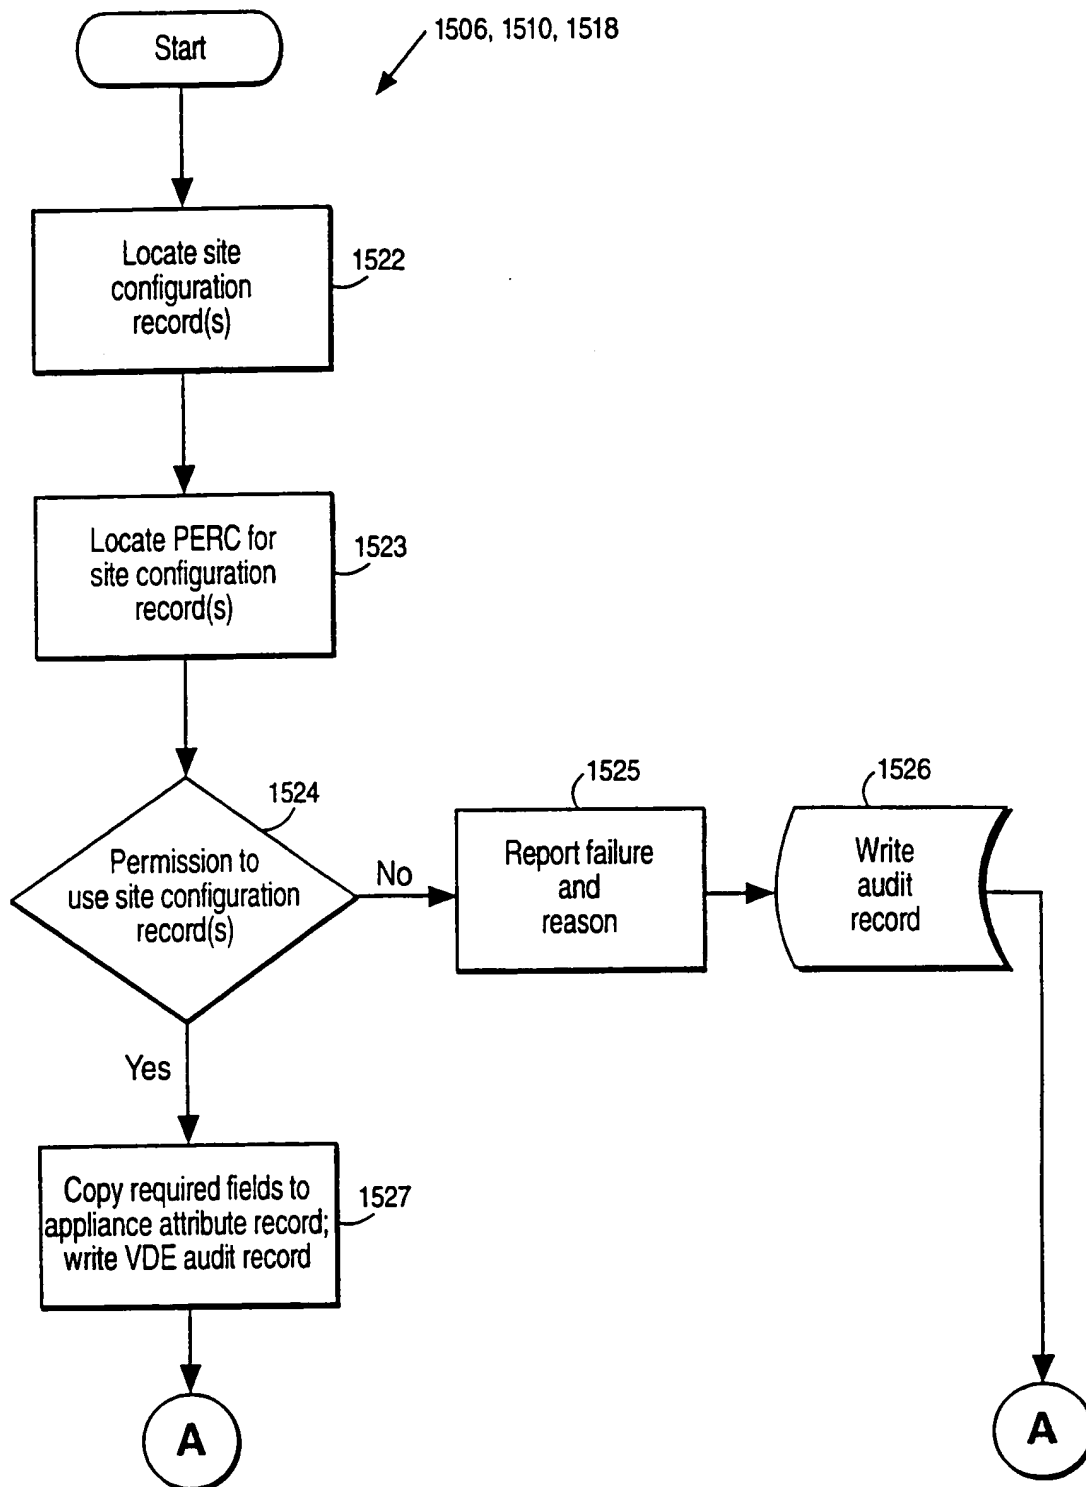 Start
1506, 1510, 1518
Locate site
configuration
record(s)
1522
Locate PERC for
site configuration
record(s)
1523
1524
Permission to
use site configuration
record(s)
No
1525
Report failure
and
reason
1526
Write
audit
record
Yes
Copy required fields to
appliance attribute record;
write VDE audit record
1527
A
A